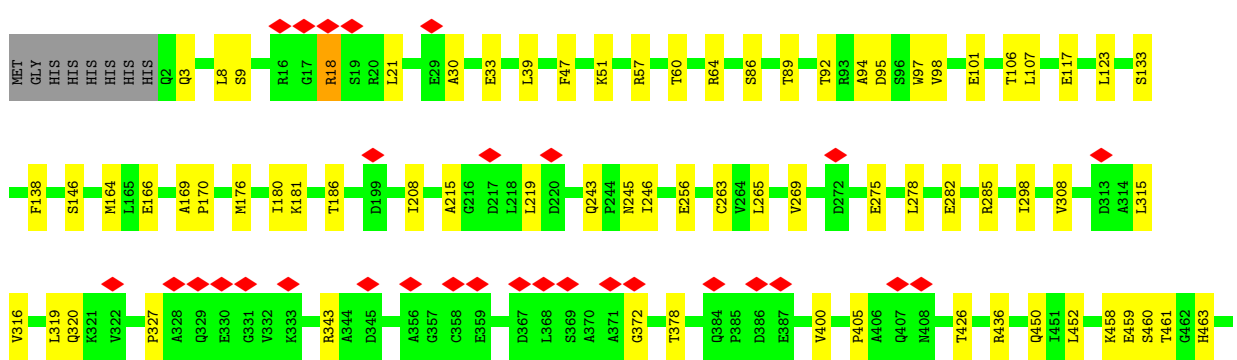 MET GLY HIS HIS HIS HIS HIS HIS Q2 Q3 L8 S9 R16 G17 R18 S19 R20 L21 E29 A30 E33 L39 F47 K51 R57 T60 R64 S86 T89 T92 R93 A94 D95 S96 W97 V98 E101 T106 L107 E117 L123 S133
F138 S146 M164 L165 E166 A169 P170 M176 I180 K181 T186 D199 I208 A215 G216 D217 L218 L219 D220 Q243 P244 N245 I246 E256 C263 V264 L265 V269 D272 E275 L278 E282 R285 I298 V308 D313 A314 L315
V316 L319 Q320 K321 V322 P327 A328 Q329 E330 G331 V332 K333 R343 A344 D345 A356 G357 C358 E359 D367 L368 S369 A370 A371 G372 T378 Q384 P385 D386 E387 V400 P405 A406 Q407 N408 T426 R436 Q450 I451 L452 K458 E459 S460 T461 G462 H463